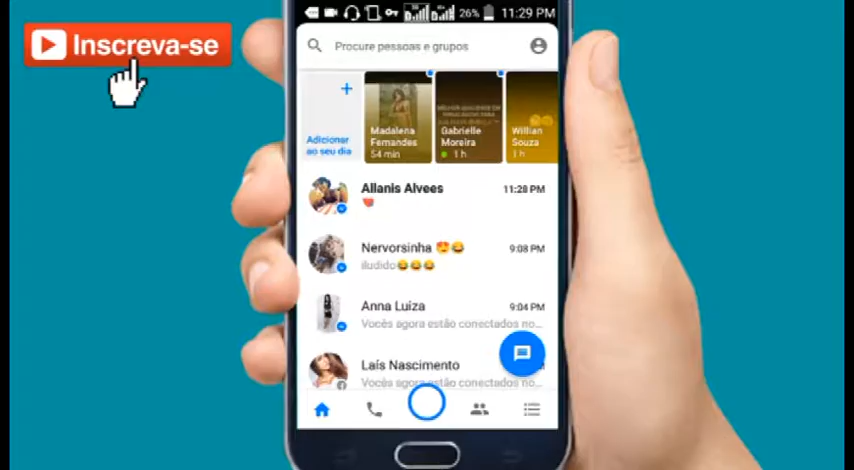 Inscreva-se
26% 11:29 PM
Procure pessoas e grupos
Adicionar
ao seu dia
Madalena
Fernandes
54 min
Gabrielle
Moreira
1 h
Willian
Souza
1 h
Allanis Alvees 11:28 PM
Nervorsinha 😍😂 9:08 PM
iludido😂😂😂
Anna Luíza 9:04 PM
Vocês agora estão conectados no...
Laís Nascimento
Vocês agora estão conectados no...